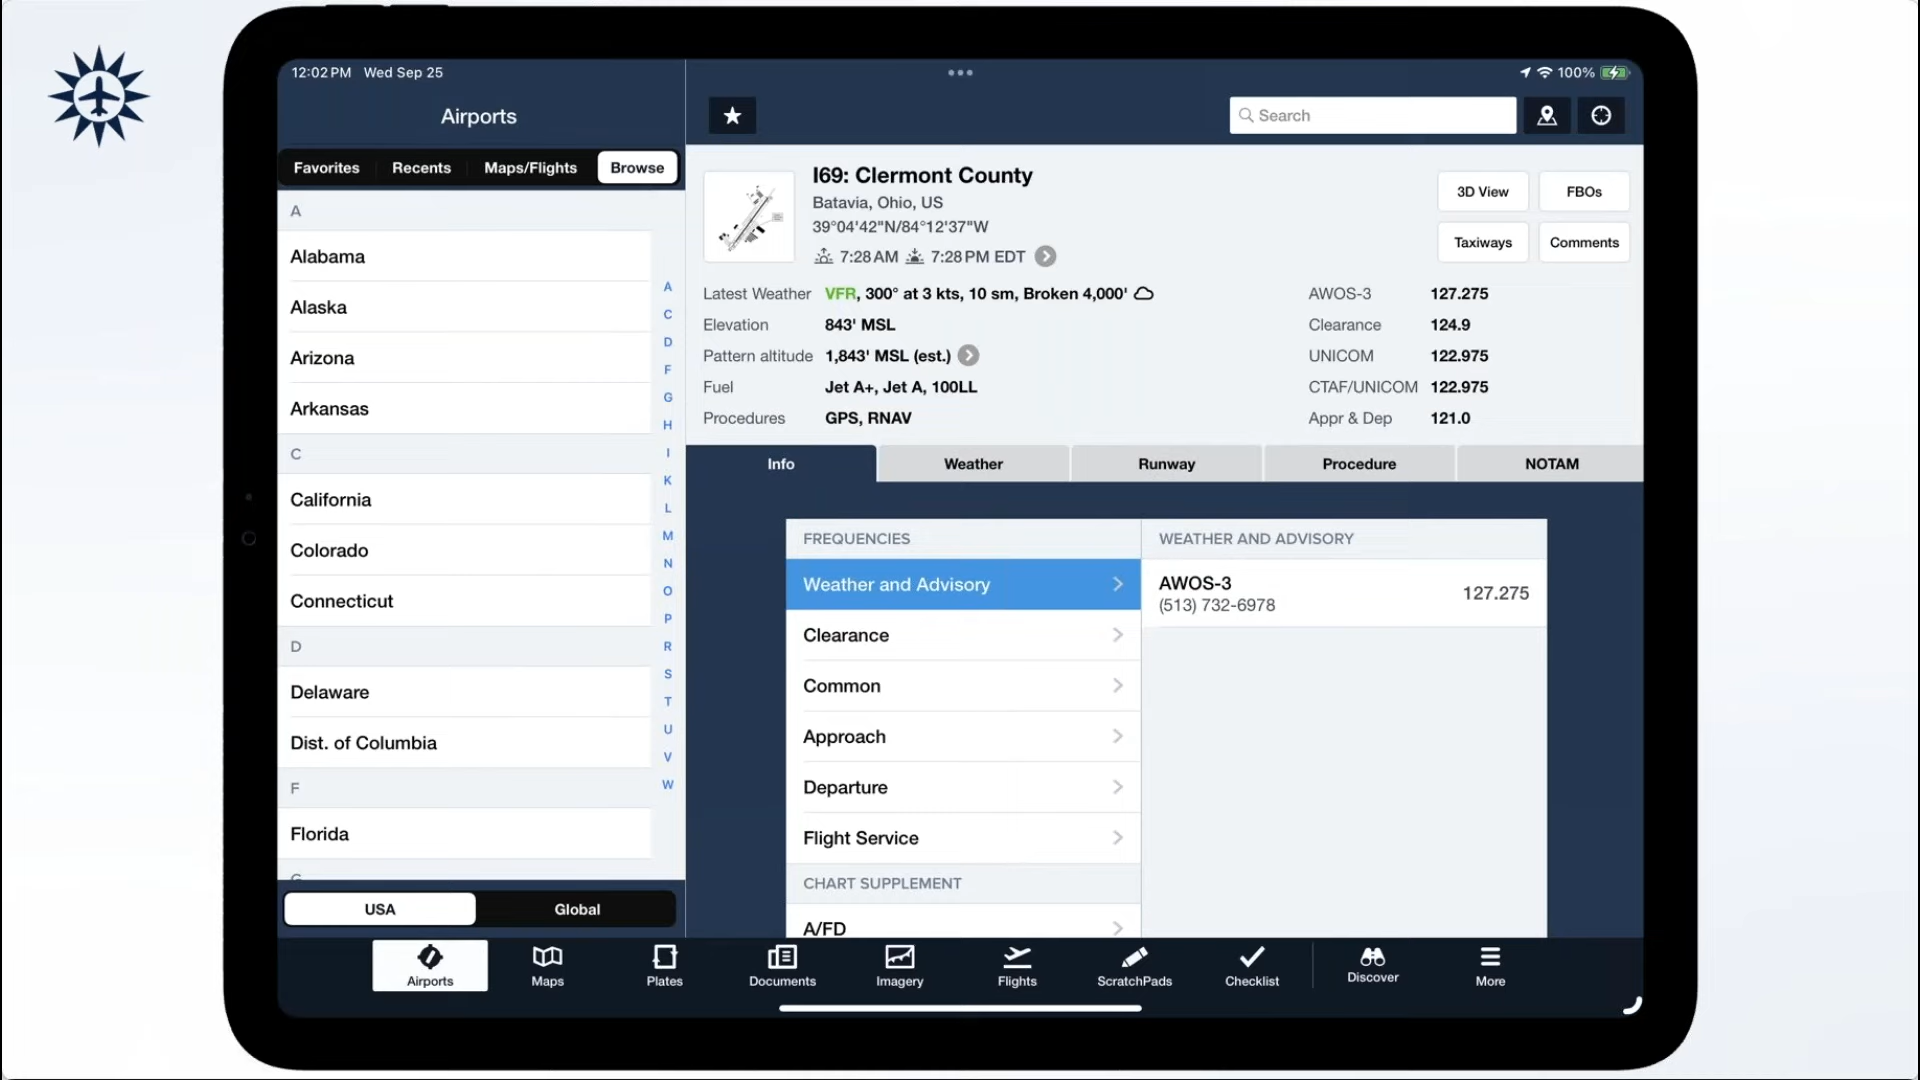 12:02 PM Wed Sep 25
100%
Airports
Search
Favorites Recents Maps/Flights Browse
A
Alabama
Alaska
Arizona
Arkansas
C
California
Colorado
Connecticut
D
Delaware
Dist. of Columbia
F
Florida
G
A
C
D
F
G
H
I
K
L
M
N
O
P
R
S
T
U
V
W
USA Global
I69: Clermont County
Batavia, Ohio, US
39°04'42"N/84°12'37"W
7:28 AM 7:28 PM EDT
3D View FBOs
Taxiways Comments
Latest Weather VFR, 300° at 3 kts, 10 sm, Broken 4,000'
Elevation 843' MSL
Pattern altitude 1,843' MSL (est.)
Fuel Jet A+, Jet A, 100LL
Procedures GPS, RNAV
AWOS-3 127.275
Clearance 124.9
UNICOM 122.975
CTAF/UNICOM 122.975
Appr & Dep 121.0
Info Weather Runway Procedure NOTAM
FREQUENCIES
Weather and Advisory
Clearance
Common
Approach
Departure
Flight Service
CHART SUPPLEMENT
A/FD
WEATHER AND ADVISORY
AWOS-3 127.275
(513) 732-6978
Airports Maps Plates Documents Imagery Flights ScratchPads Checklist Discover More